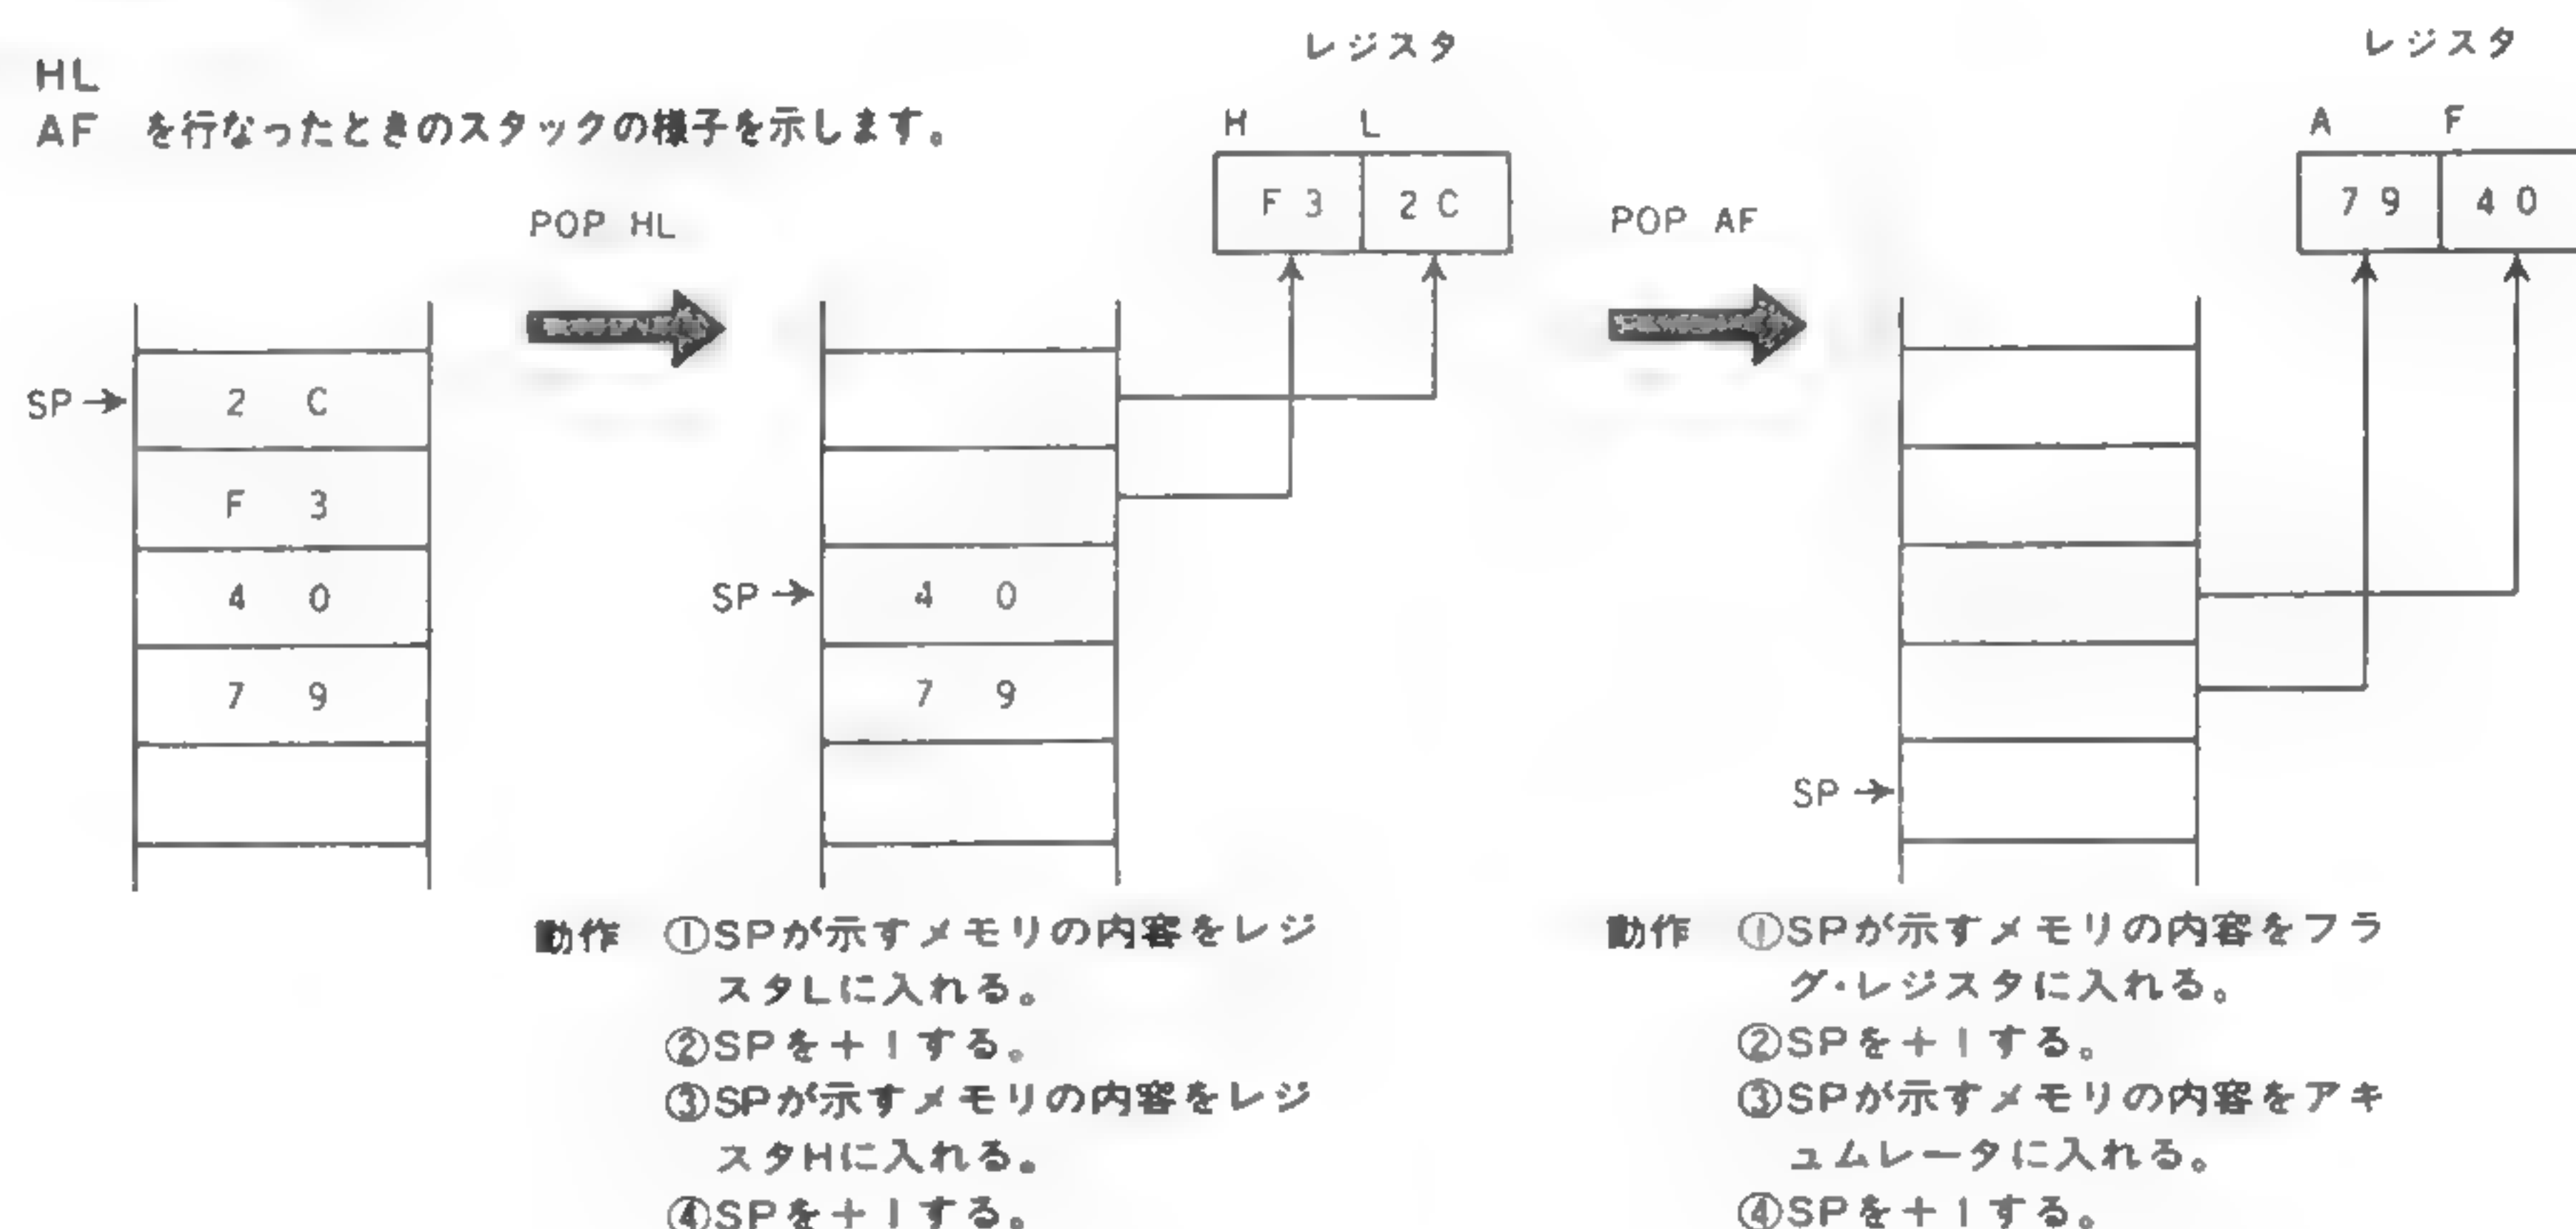 HL
AF を行なったときのスタックの様子を示します。
POP HL
SP→
2 C
F 3
4 0
7 9
レジスタ
H L
F 3 2 C
SP→
4 0
7 9
動作 ①SPが示すメモリの内容をレジ
スタLに入れる。
②SPを+1する。
③SPが示すメモリの内容をレジ
スタHに入れる。
④SPを+1する。
POP AF
レジスタ
A F
7 9 4 0
SP→
動作 ①SPが示すメモリの内容をフラ
グ・レジスタに入れる。
②SPを+1する。
③SPが示すメモリの内容をアキ
ュムレータに入れる。
④SPを+1する。